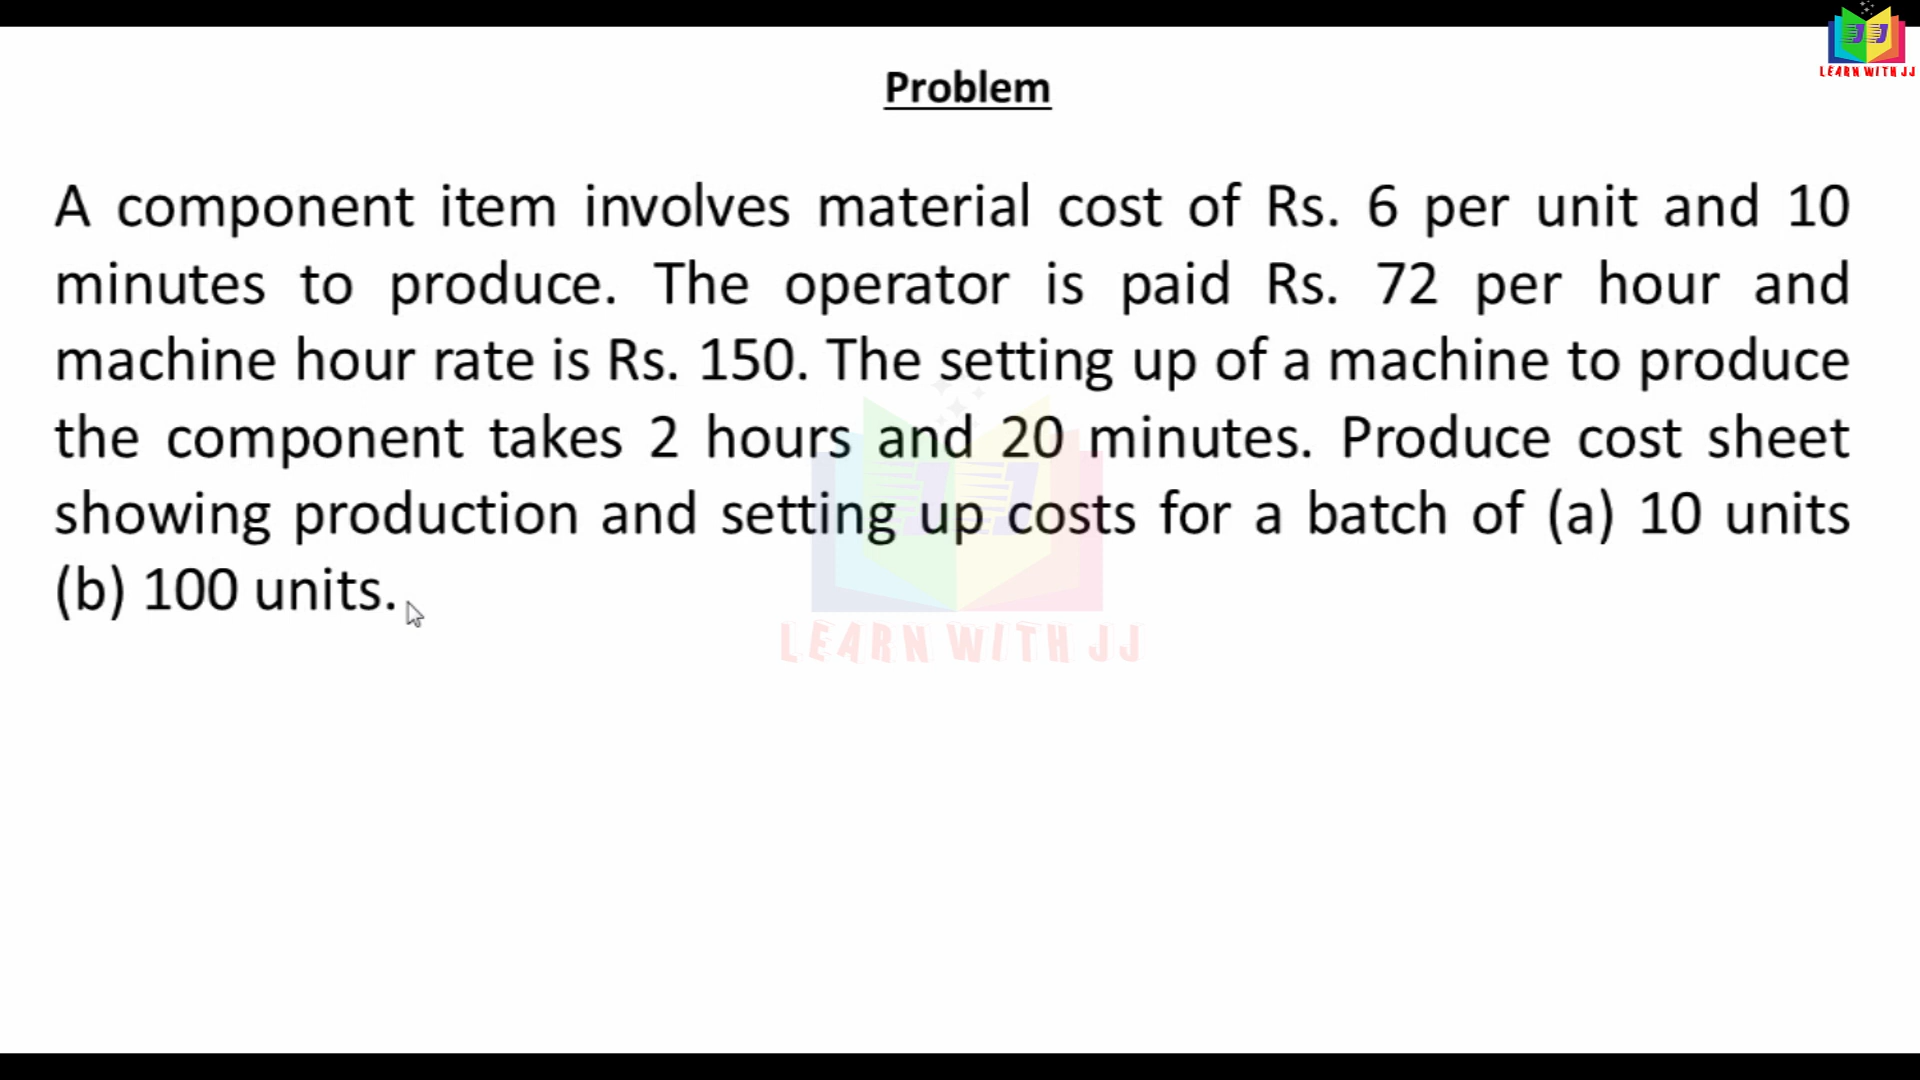 LEARN WITH JJ
Problem
A component item involves material cost of Rs. 6 per unit and 10
minutes to produce. The operator is paid Rs. 72 per hour and
machine hour rate is Rs. 150. The setting up of a machine to produce
the component takes 2 hours and 20 minutes. Produce cost sheet
showing production and setting up costs for a batch of (a) 10 units
(b) 100 units.
LEARN WITH JJ